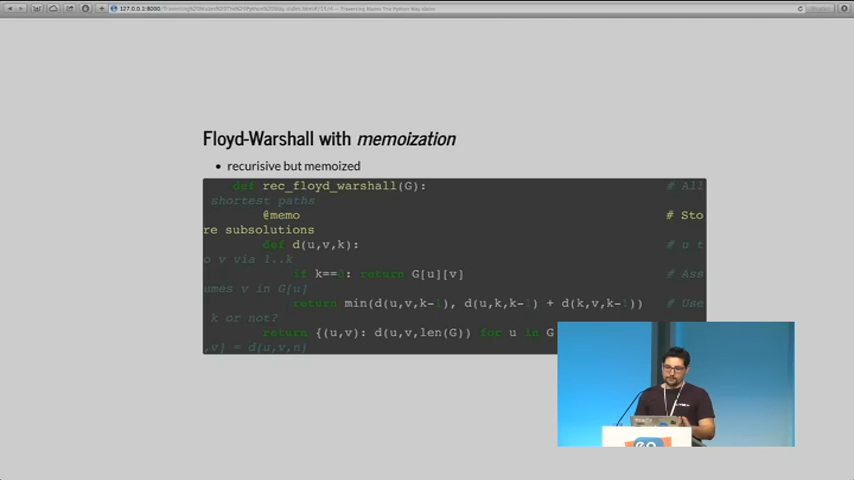 Floyd-Warshall with memoization
• recurisive but memoized
def rec_floyd_warshall(G): # All
shortest paths
@memo # Sto
re subsolutions
def d(u,v,k): # u t
o v via 1..k
if k==0: return G[u][v] # Ass
umes v in G[u]
return min(d(u,v,k-1), d(u,k,k-1) + d(k,v,k-1)) # Use
k or not?
return {(u,v): d(u,v,len(G)) for u in G
,v] = d(u,v,n)